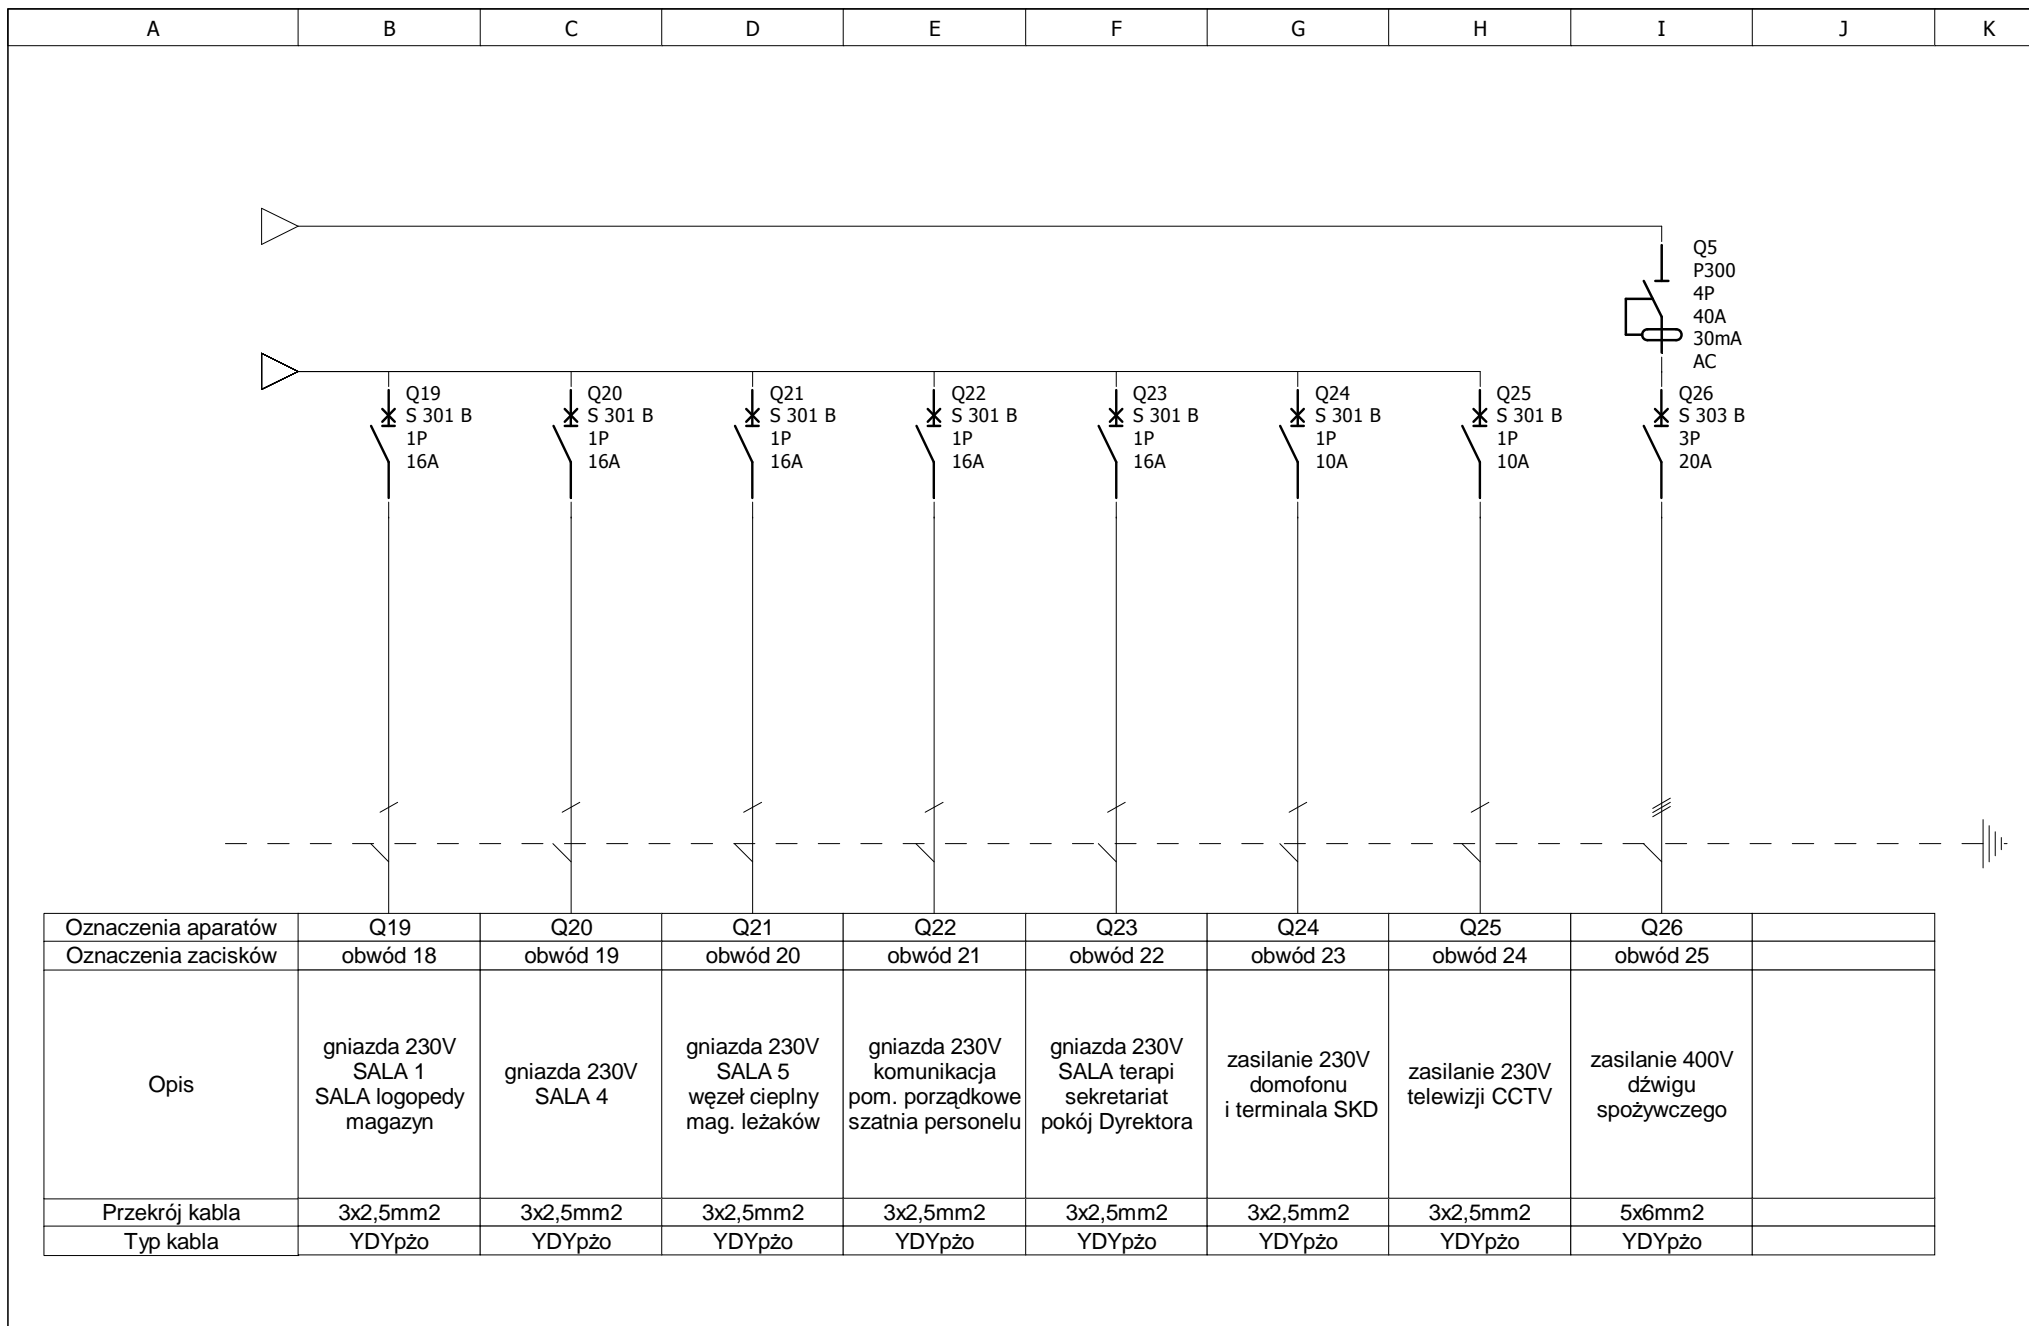 A B C D E F G H I J K
Q5
P300
4P
40A
30mA
AC
Q19
S 301 B
1P
16A
Q20
S 301 B
1P
16A
Q21
S 301 B
1P
16A
Q22
S 301 B
1P
16A
Q23
S 301 B
1P
16A
Q24
S 301 B
1P
10A
Q25
S 301 B
1P
10A
Q26
S 303 B
3P
20A
Oznaczenia aparatów Q19 Q20 Q21 Q22 Q23 Q24 Q25 Q26
Oznaczenia zacisków obwód 18 obwód 19 obwód 20 obwód 21 obwód 22 obwód 23 obwód 24 obwód 25
Opis
gniazda 230V
SALA 1
SALA logopedy
magazyn
gniazda 230V
SALA 4
gniazda 230V
SALA 5
węzeł cieplny
mag. leżaków
gniazda 230V
komunikacja
pom. porządkowe
szatnia personelu
gniazda 230V
SALA terapi
sekretariat
pokój Dyrektora
zasilanie 230V
domofonu
i terminala SKD
zasilanie 230V
telewizji CCTV
zasilanie 400V
dźwigu
spożywczego
Przekrój kabla 3x2,5mm2 3x2,5mm2 3x2,5mm2 3x2,5mm2 3x2,5mm2 3x2,5mm2 3x2,5mm2 5x6mm2
Typ kabla YDYpżo YDYpżo YDYpżo YDYpżo YDYpżo YDYpżo YDYpżo YDYpżo